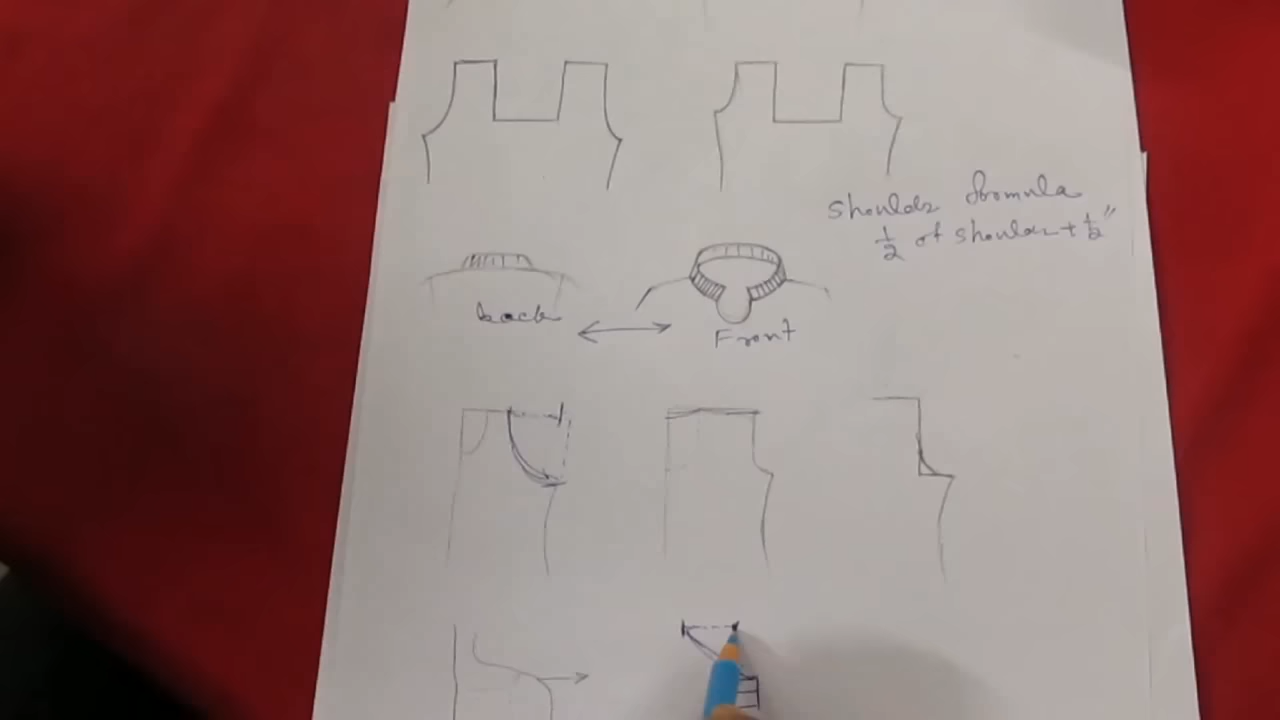 Shoulder formula
1/2 of shoulder + 1/2"
back
Front